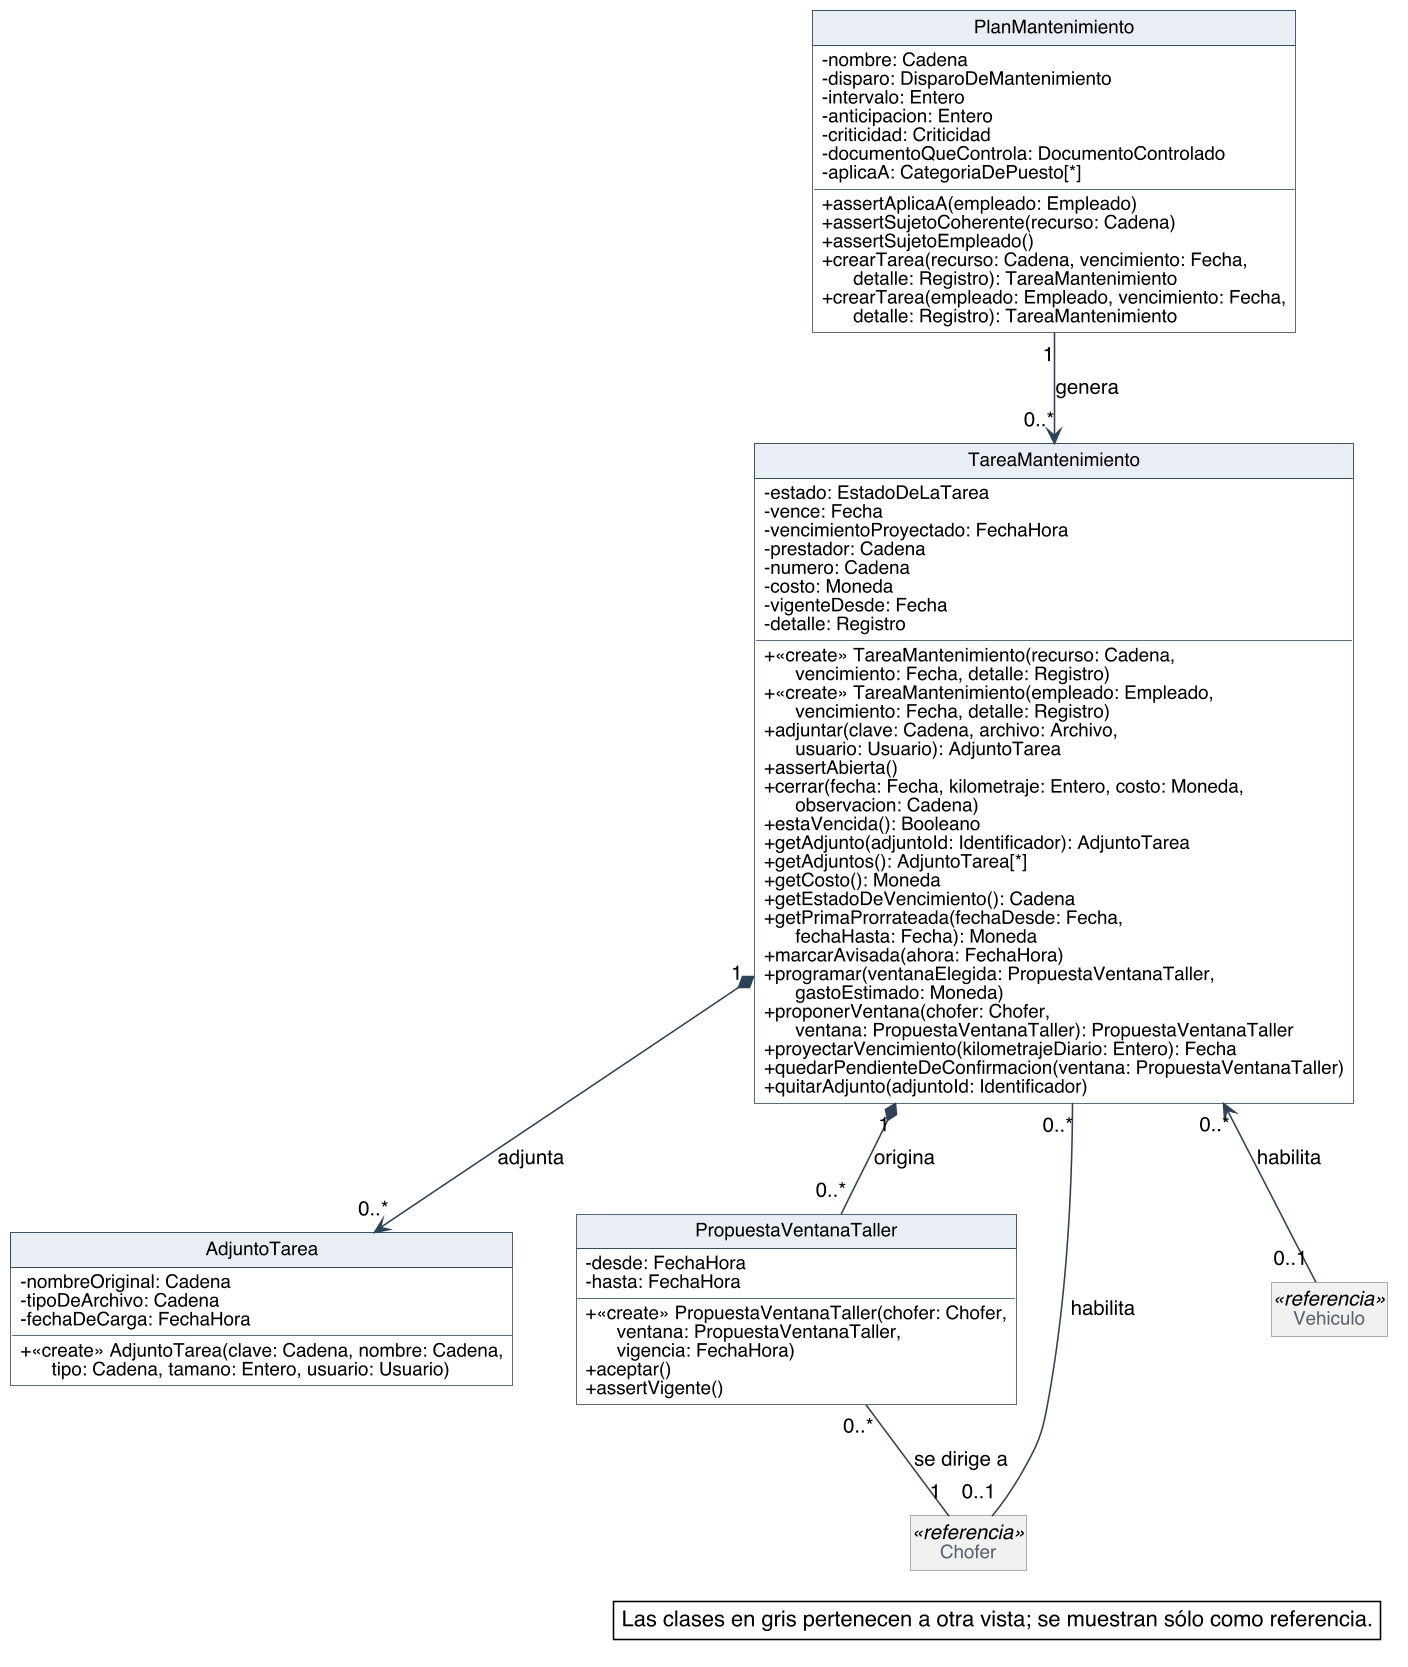 PlanMantenimiento
-nombre: Cadena
-disparo: DisparoDeMantenimiento
-intervalo: Entero
-anticipacion: Entero
-criticidad: Criticidad
-documentoQueControla: DocumentoControlado
-aplicaA: CategoriaDePuesto[*]
+assertAplicaA(empleado: Empleado)
+assertSujetoCoherente(recurso: Cadena)
+assertSujetoEmpleado()
+crearTarea(recurso: Cadena, vencimiento: Fecha,
detalle: Registro): TareaMantenimiento
+crearTarea(empleado: Empleado, vencimiento: Fecha,
detalle: Registro): TareaMantenimiento
1
genera
0..*
TareaMantenimiento
-estado: EstadoDeLaTarea
-vence: Fecha
-vencimientoProyectado: FechaHora
-prestador: Cadena
-numero: Cadena
-costo: Moneda
-vigenteDesde: Fecha
-detalle: Registro
+«create» TareaMantenimiento(recurso: Cadena,
vencimiento: Fecha, detalle: Registro)
+«create» TareaMantenimiento(empleado: Empleado,
vencimiento: Fecha, detalle: Registro)
+adjuntar(clave: Cadena, archivo: Archivo,
usuario: Usuario): AdjuntoTarea
+assertAbierta()
+cerrar(fecha: Fecha, kilometraje: Entero, costo: Moneda,
observacion: Cadena)
+estaVencida(): Booleano
+getAdjunto(adjuntoId: Identificador): AdjuntoTarea
+getAdjuntos(): AdjuntoTarea[*]
+getCosto(): Moneda
+getEstadoDeVencimiento(): Cadena
+getPrimaProrrateada(fechaDesde: Fecha,
fechaHasta: Fecha): Moneda
+marcarAvisada(ahora: FechaHora)
+programar(ventanaElegida: PropuestaVentanaTaller,
gastoEstimado: Moneda)
+proponerVentana(chofer: Chofer,
ventana: PropuestaVentanaTaller): PropuestaVentanaTaller
+proyectarVencimiento(kilometrajeDiario: Entero): Fecha
+quedarPendienteDeConfirmacion(ventana: PropuestaVentanaTaller)
+quitarAdjunto(adjuntoId: Identificador)
1
adjunta
0..*
1
origina
0..*
0..*
habilita
0..1
0..*
habilita
0..1
AdjuntoTarea
-nombreOriginal: Cadena
-tipoDeArchivo: Cadena
-fechaDeCarga: FechaHora
+«create» AdjuntoTarea(clave: Cadena, nombre: Cadena,
tipo: Cadena, tamano: Entero, usuario: Usuario)
PropuestaVentanaTaller
-desde: FechaHora
-hasta: FechaHora
+«create» PropuestaVentanaTaller(chofer: Chofer,
ventana: PropuestaVentanaTaller,
vigencia: FechaHora)
+aceptar()
+assertVigente()
«referencia»
Vehiculo
0..*
se dirige a
1
«referencia»
Chofer
Las clases en gris pertenecen a otra vista; se muestran sólo como referencia.